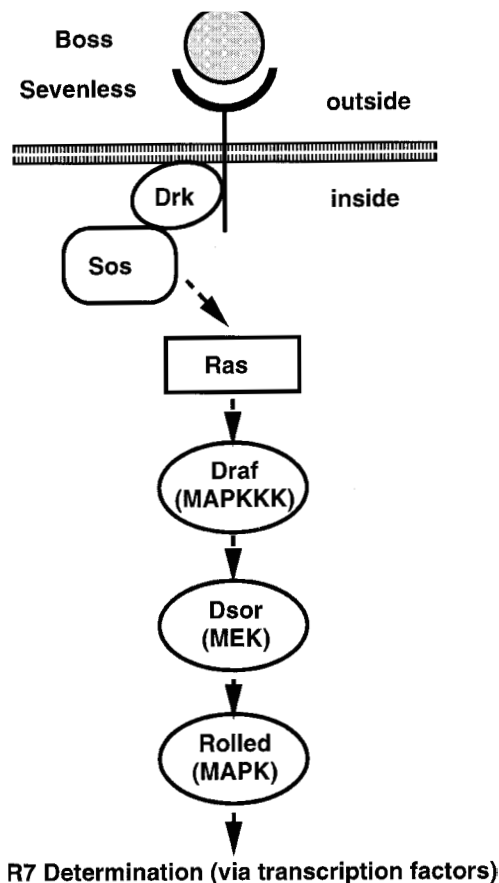 Boss
Sevenless
outside
inside
Drk
Sos
Ras
Draf
(MAPKKK)
Dsor
(MEK)
Rolled
(MAPK)
R7 Determination (via transcription factors)